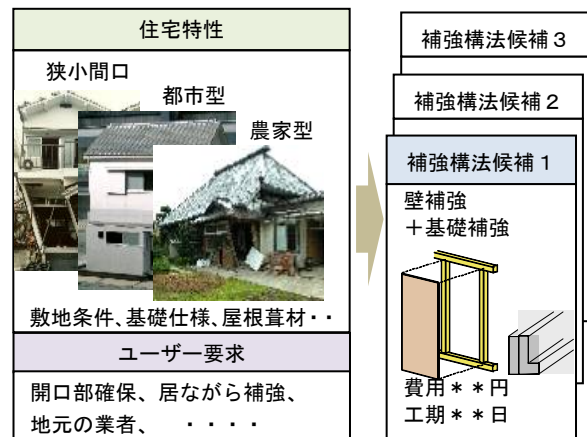 住宅特性
狭小間口
都市型
農家型
敷地条件、基礎仕様、屋根葺材・・
ユーザー要求
開口部確保、居ながら補強、
地元の業者、　・・・・
補強構法候補３
補強構法候補２
補強構法候補１
壁補強
＋基礎補強
費用＊＊円
工期＊＊日